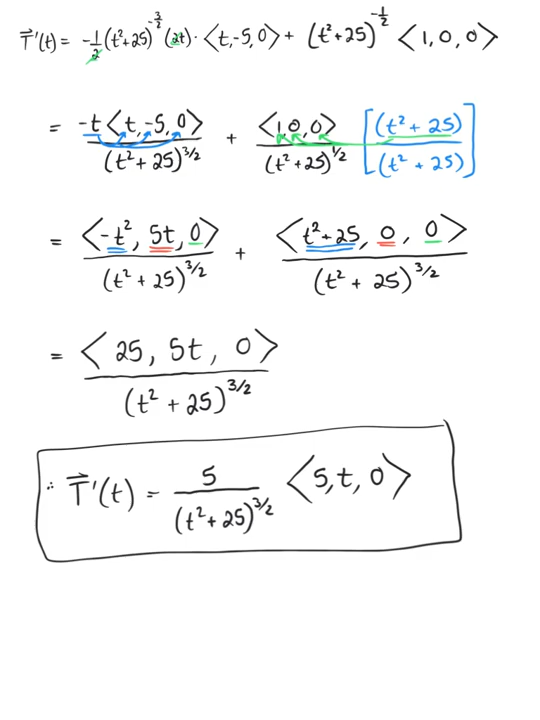 T⃗'(t) = -1/2 (t²+25)^(-3/2) (2t) · ⟨t, -5, 0⟩ + (t²+25)^(-1/2) ⟨1, 0, 0⟩
= -t⟨t, -5, 0⟩ / (t² + 25)^(3/2) + ⟨1, 0, 0⟩ / (t² + 25)^(1/2) [(t² + 25) / (t² + 25)]
= ⟨-t², 5t, 0⟩ / (t² + 25)^(3/2) + ⟨t²+25, 0, 0⟩ / (t² + 25)^(3/2)
= ⟨25, 5t, 0⟩ / (t² + 25)^(3/2)
∴ T⃗'(t) = 5 / (t²+25)^(3/2) ⟨5, t, 0⟩